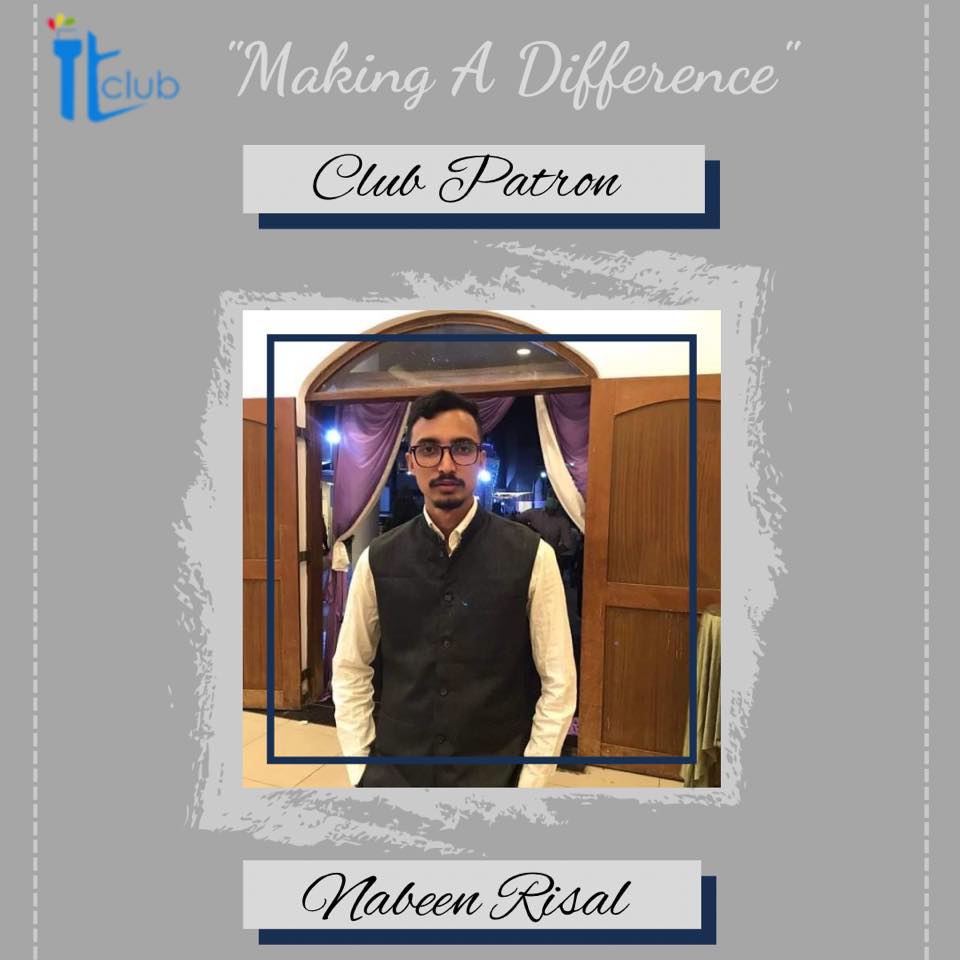 It club
"Making A Difference"
Club Patron
Nabeen Risal